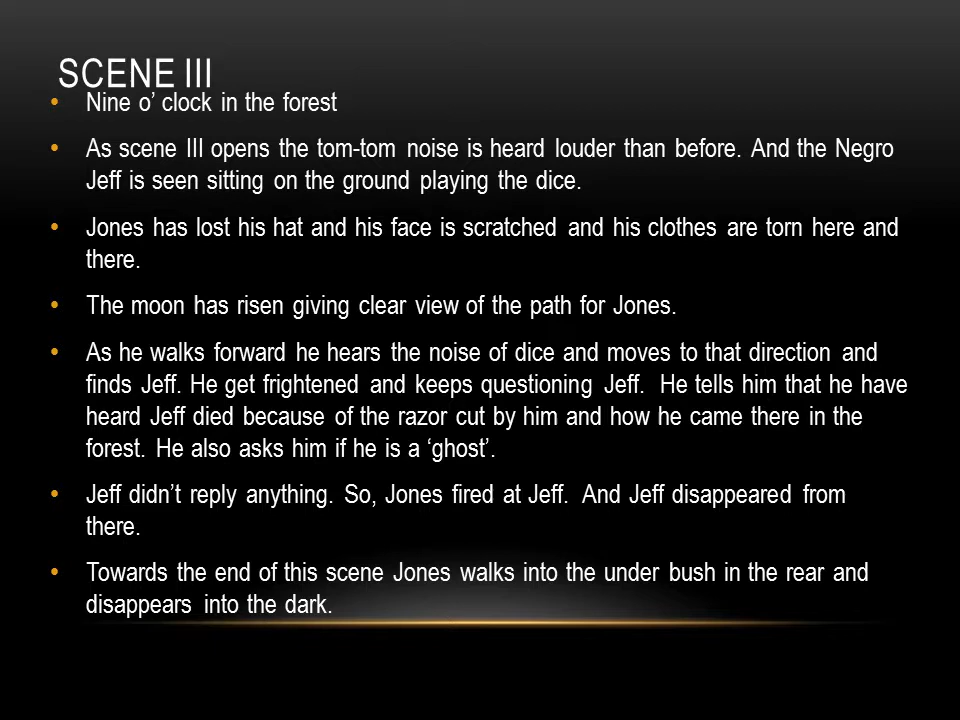 SCENE III
• Nine o’ clock in the forest
• As scene III opens the tom-tom noise is heard louder than before. And the Negro
Jeff is seen sitting on the ground playing the dice.
• Jones has lost his hat and his face is scratched and his clothes are torn here and
there.
• The moon has risen giving clear view of the path for Jones.
• As he walks forward he hears the noise of dice and moves to that direction and
finds Jeff. He get frightened and keeps questioning Jeff. He tells him that he have
heard Jeff died because of the razor cut by him and how he came there in the
forest. He also asks him if he is a ‘ghost’.
• Jeff didn’t reply anything. So, Jones fired at Jeff. And Jeff disappeared from
there.
• Towards the end of this scene Jones walks into the under bush in the rear and
disappears into the dark.